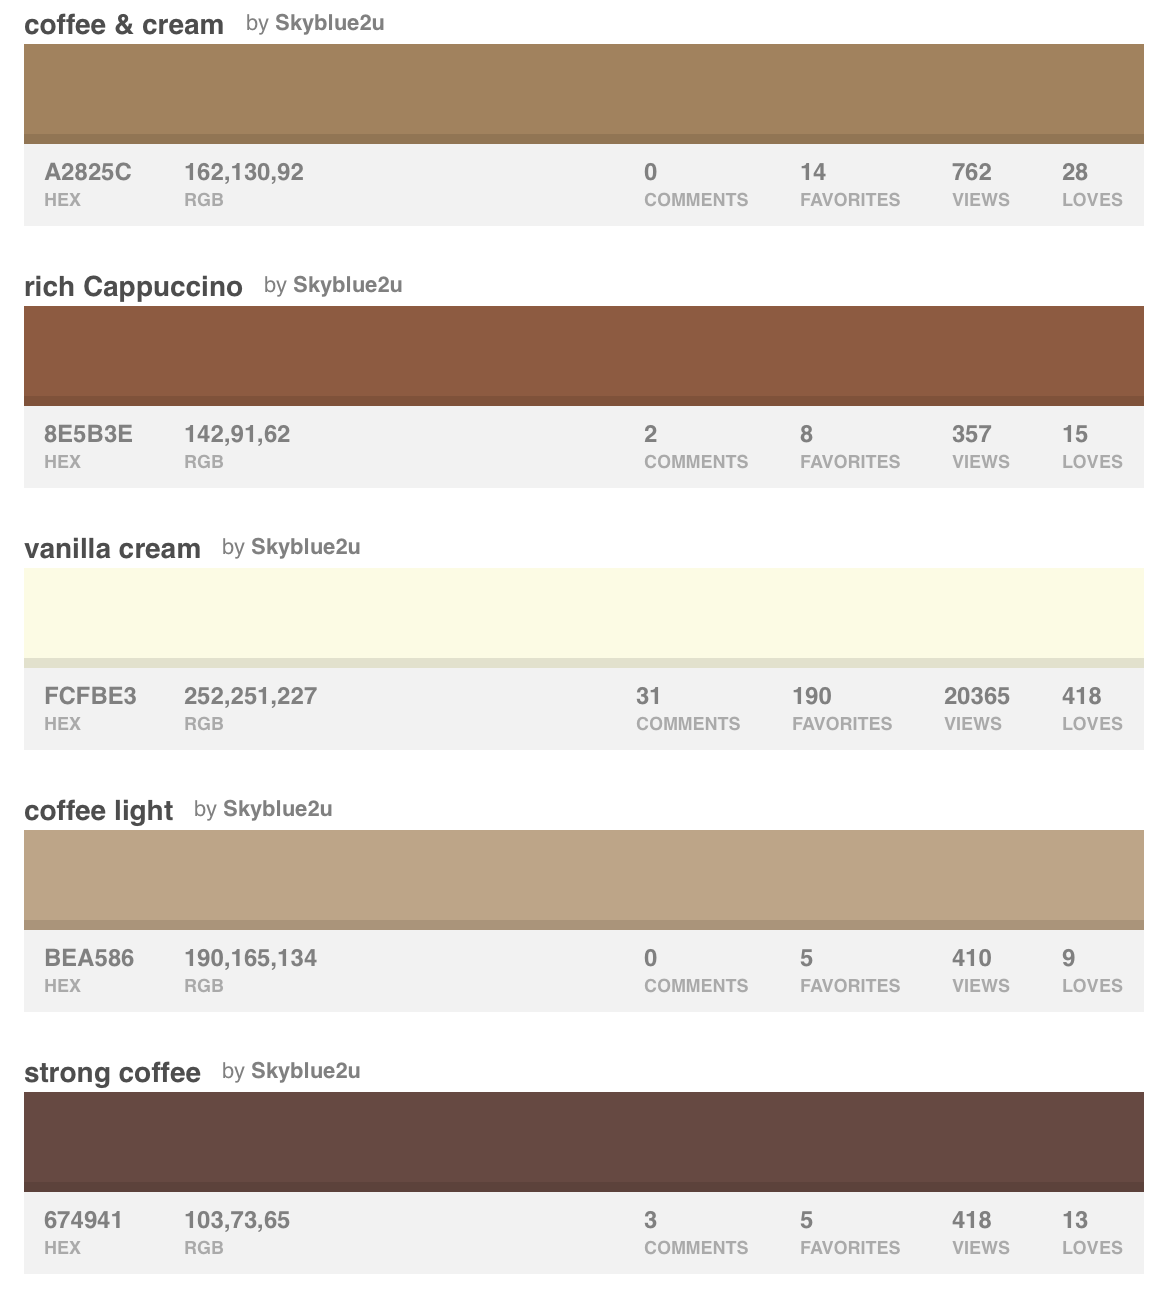 coffee & cream by Skyblue2u
A2825C 162,130,92 0 14 762 28
HEX RGB COMMENTS FAVORITES VIEWS LOVES
rich Cappuccino by Skyblue2u
8E5B3E 142,91,62 2 8 357 15
HEX RGB COMMENTS FAVORITES VIEWS LOVES
vanilla cream by Skyblue2u
FCFBE3 252,251,227 31 190 20365 418
HEX RGB COMMENTS FAVORITES VIEWS LOVES
coffee light by Skyblue2u
BEA586 190,165,134 0 5 410 9
HEX RGB COMMENTS FAVORITES VIEWS LOVES
strong coffee by Skyblue2u
674941 103,73,65 3 5 418 13
HEX RGB COMMENTS FAVORITES VIEWS LOVES